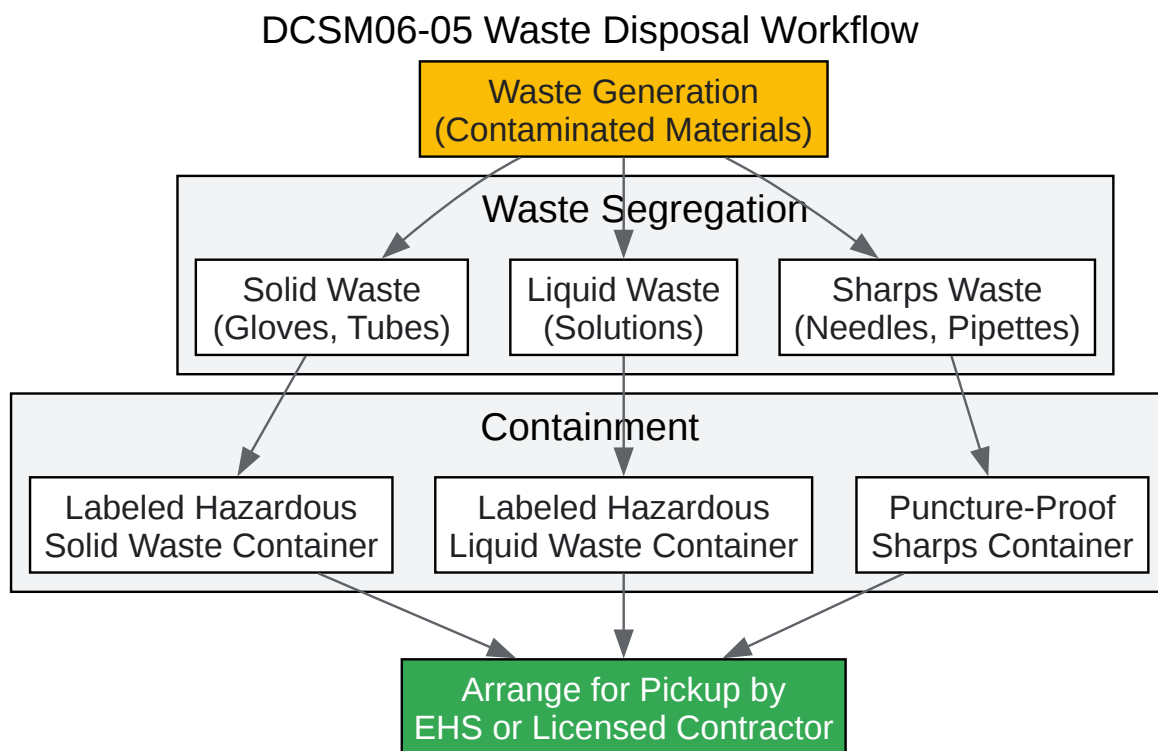 DCSM06-05 Waste Disposal Workflow
Waste Generation
(Contaminated Materials)
Waste Segregation
Solid Waste
(Gloves, Tubes)
Liquid Waste
(Solutions)
Sharps Waste
(Needles, Pipettes)
Containment
Labeled Hazardous
Solid Waste Container
Labeled Hazardous
Liquid Waste Container
Puncture-Proof
Sharps Container
Arrange for Pickup by
EHS or Licensed Contractor